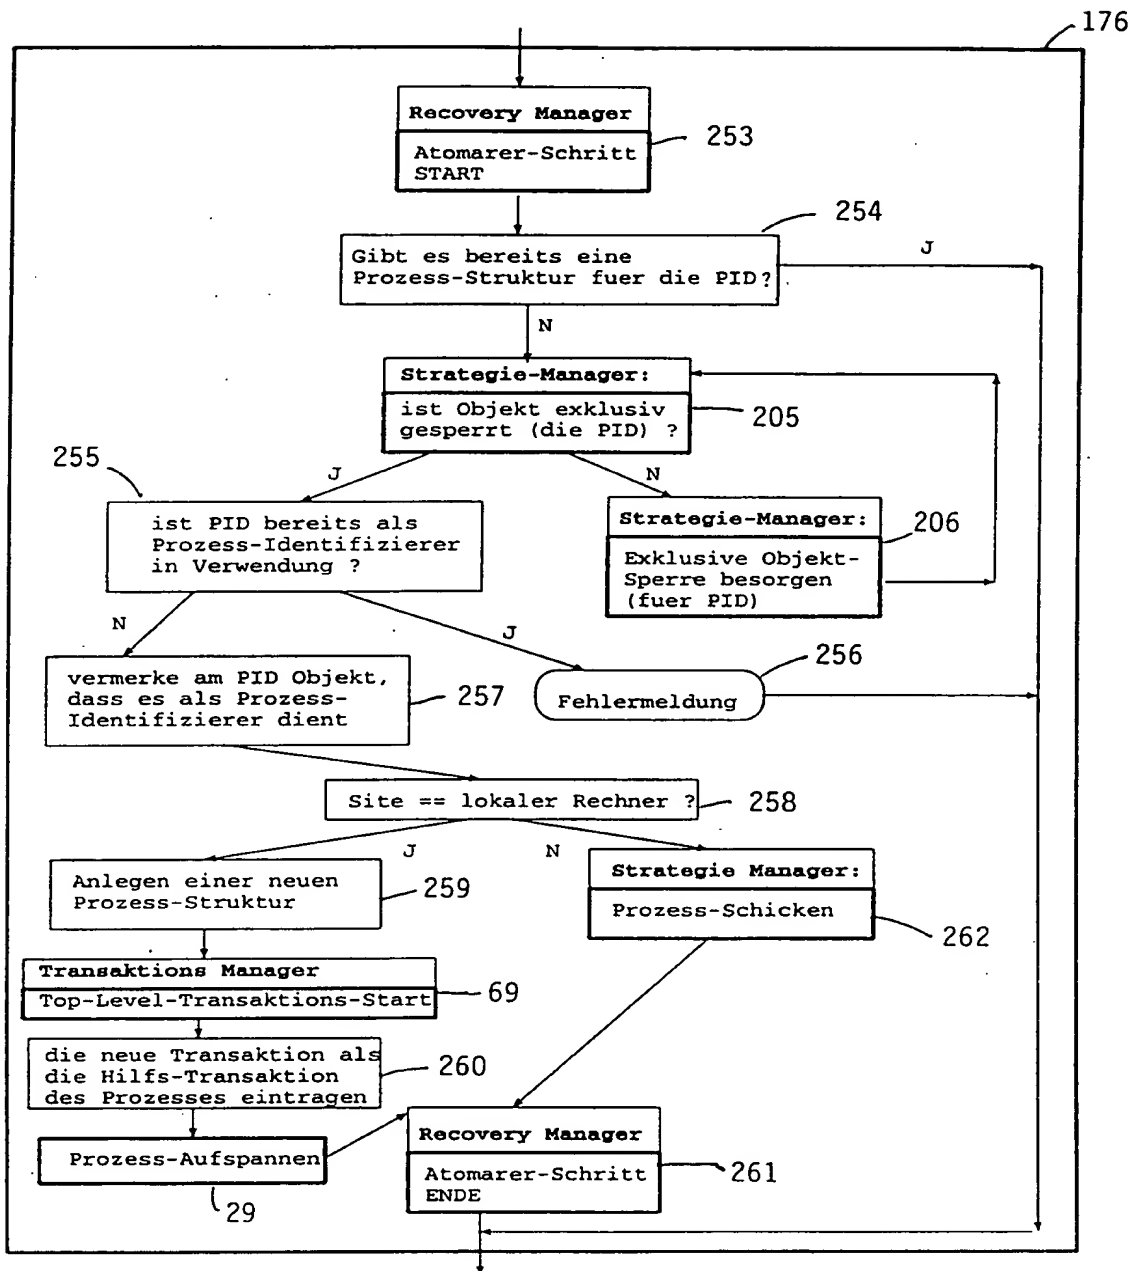 176
Recovery Manager
253
Atomarer-Schritt
START
254
Gibt es bereits eine
Prozess-Struktur fuer die PID?
J
N
Strategie-Manager:
ist Objekt exklusiv
gesperrt (die PID) ?
205
255
J
N
ist PID bereits als
Prozess-Identifizierer
in Verwendung ?
Strategie-Manager:
206
Exklusive Objekt-
Sperre besorgen
(fuer PID)
N
J
256
vermerke am PID Objekt,
dass es als Prozess-
Identifizierer dient
257
Fehlermeldung
Site == lokaler Rechner ?
258
J
N
Anlegen einer neuen
Prozess-Struktur
259
Strategie Manager:
Prozess-Schicken
262
Transaktions Manager
Top-Level-Transaktions-Start
69
die neue Transaktion als
die Hilfs-Transaktion
des Prozesses eintragen
260
Recovery Manager
Prozess-Aufspannen
Atomarer-Schritt
ENDE
261
29